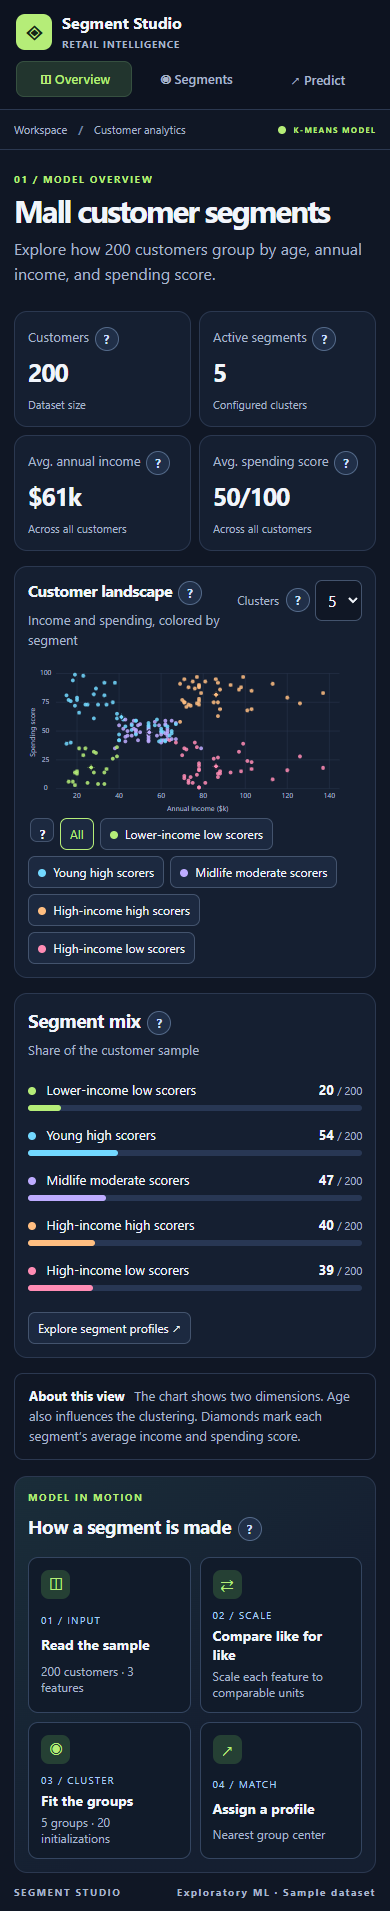 Segment Studio
RETAIL INTELLIGENCE
Overview
Segments
Predict
Workspace / Customer analytics
K-MEANS MODEL
01 / MODEL OVERVIEW
Mall customer segments
Explore how 200 customers group by age, annual
income, and spending score.
Customers ?
200
Dataset size
Active segments ?
5
Configured clusters
Avg. annual income ?
$61k
Across all customers
Avg. spending score ?
50/100
Across all customers
Customer landscape ?
Income and spending, colored by
segment
Clusters ? 5
100
75
50
25
0
Spending score
20 40 60 80 100 120 140
Annual income ($k)
? All Lower-income low scorers
Young high scorers Midlife moderate scorers
High-income high scorers
High-income low scorers
Segment mix ?
Share of the customer sample
Lower-income low scorers 20 / 200
Young high scorers 54 / 200
Midlife moderate scorers 47 / 200
High-income high scorers 40 / 200
High-income low scorers 39 / 200
Explore segment profiles ↗
About this view The chart shows two dimensions. Age
also influences the clustering. Diamonds mark each
segment's average income and spending score.
MODEL IN MOTION
How a segment is made ?
01 / INPUT
Read the sample
200 customers · 3
features
02 / SCALE
Compare like for
like
Scale each feature to
comparable units
03 / CLUSTER
Fit the groups
5 groups · 20
initializations
04 / MATCH
Assign a profile
Nearest group center
SEGMENT STUDIO
Exploratory ML · Sample dataset